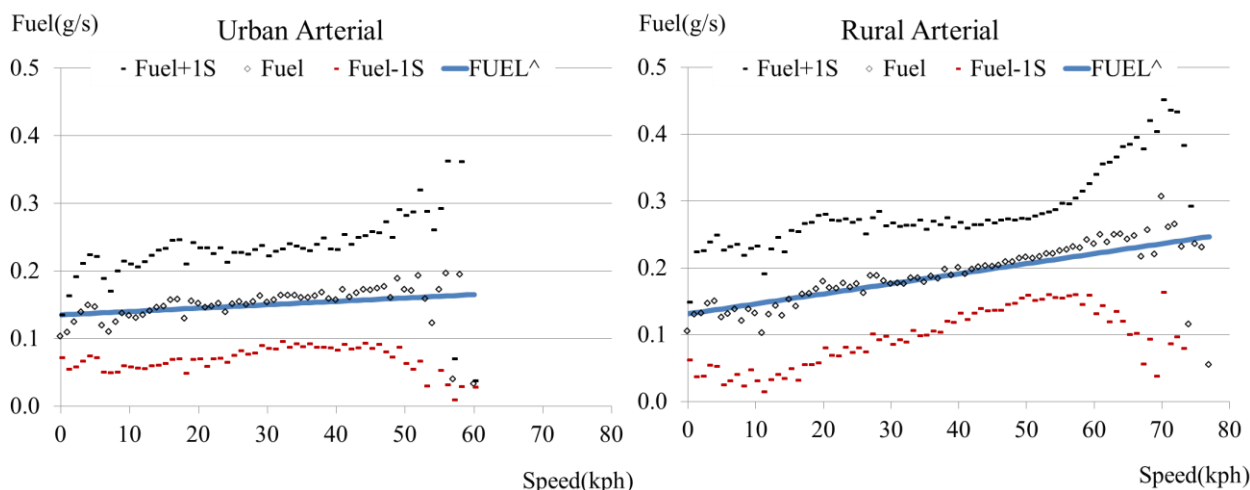 Fuel(g/s) Urban Arterial
Fuel+1S Fuel Fuel-1S FUEL^
0.5
0.4
0.3
0.2
0.1
0.0
0 10 20 30 40 50 60 70 80
Speed(kph)
Fuel(g/s) Rural Arterial
Fuel+1S Fuel Fuel-1S FUEL^
0.5
0.4
0.3
0.2
0.1
0.0
0 10 20 30 40 50 60 70 80
Speed(kph)